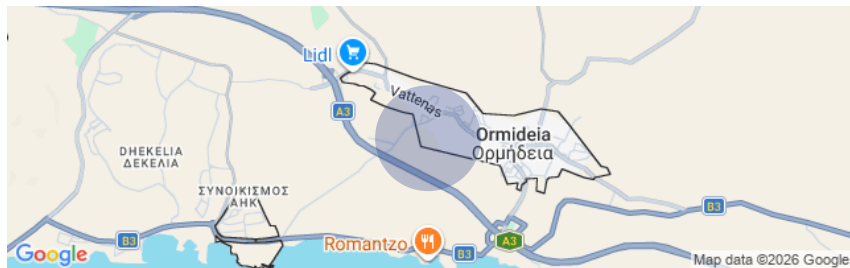 Lidl
Vattenas
A3
Ormideia
Ορμήδεια
DHEKELIA
ΔΕΚΕΛΙΑ
ΣΥΝΟΙΚΙΣΜΟΣ
ΑΗΚ
B3
B3
Romantzo
B3
A3
Google
Map data ©2026 Google